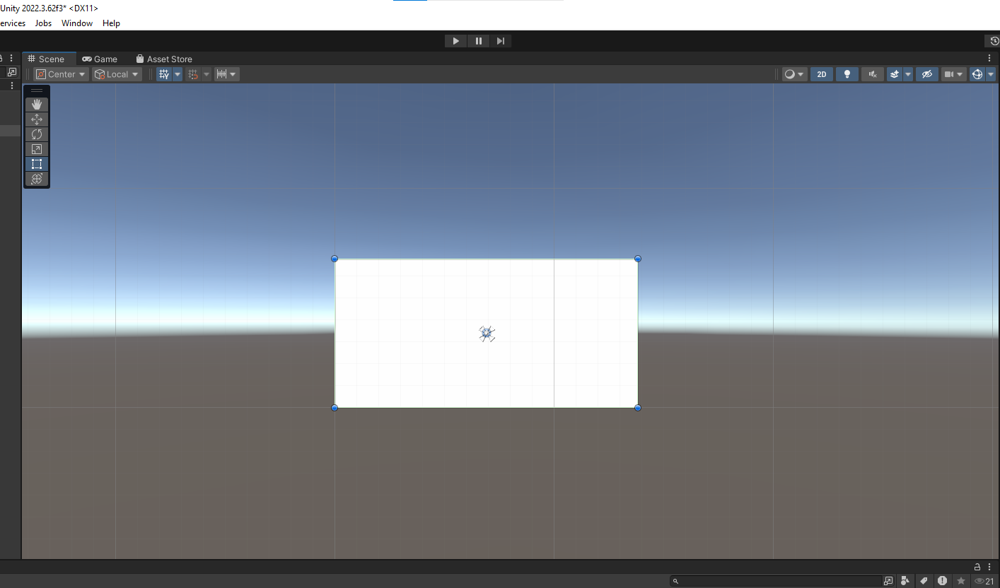 Unity 2022.3.62f3* <DX11>
ervices Jobs Window Help
Scene Game Asset Store
Center Local 2D
21